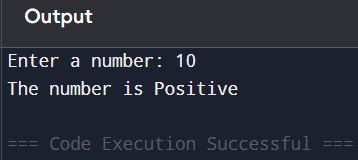 Output
Enter a number: 10
The number is Positive
=== Code Execution Successful ===